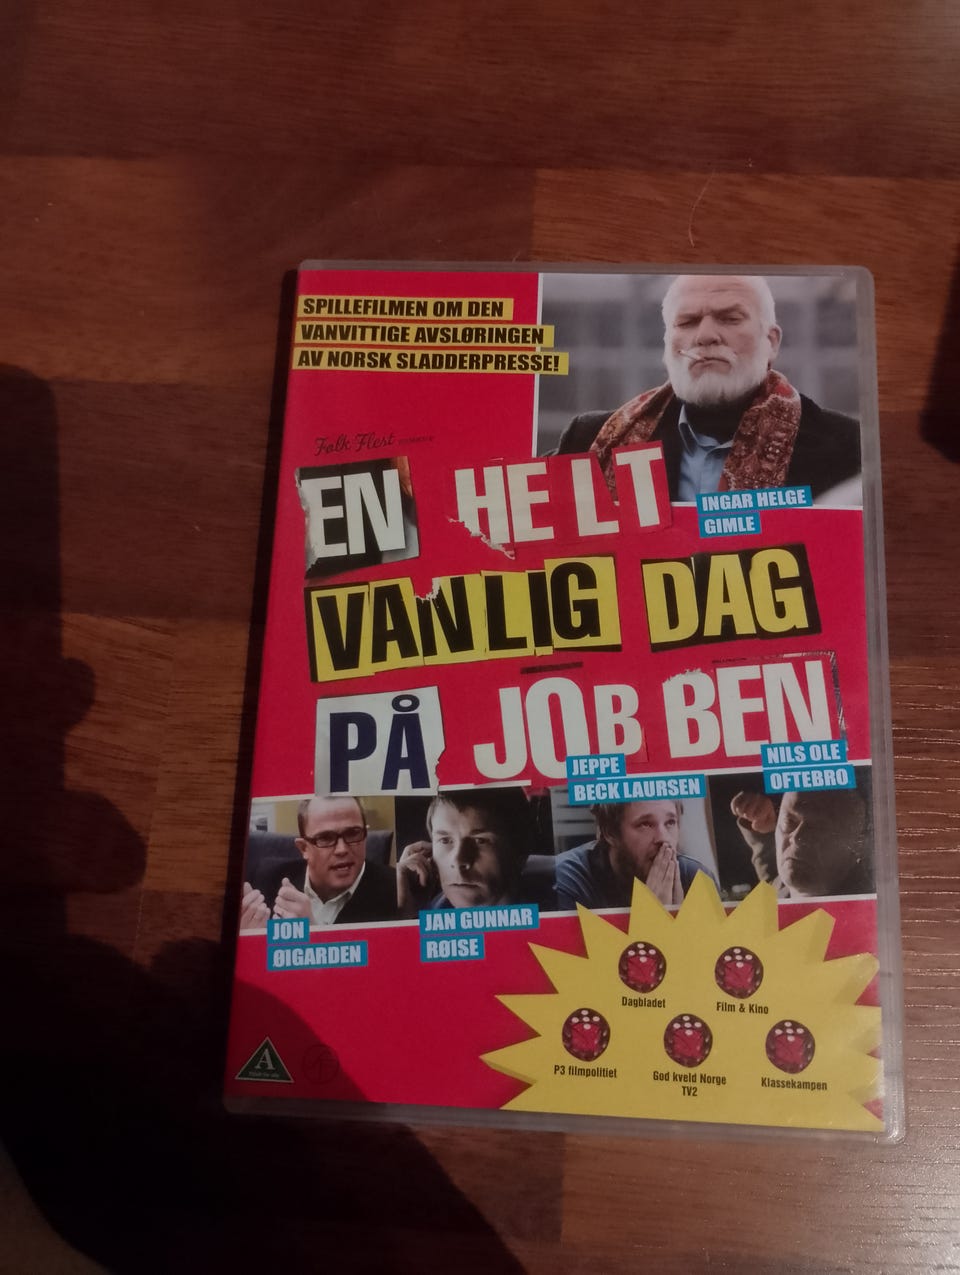 SPILLEFILMEN OM DEN
VANVITTIGE AVSLØRINGEN
AV NORSK SLADDERPRESSE!
Folk Flest
EN HELT
VANLIG DAG
PÅ JOBBEN
INGAR HELGE
GIMLE
JEPPE
BECK LAURSEN
NILS OLE
OFTEBRO
JON
ØIGARDEN
JAN GUNNAR
RØISE
Dagbladet
Film & Kino
P3 filmpolitiet
God kveld Norge
TV2
Klassekampen
A